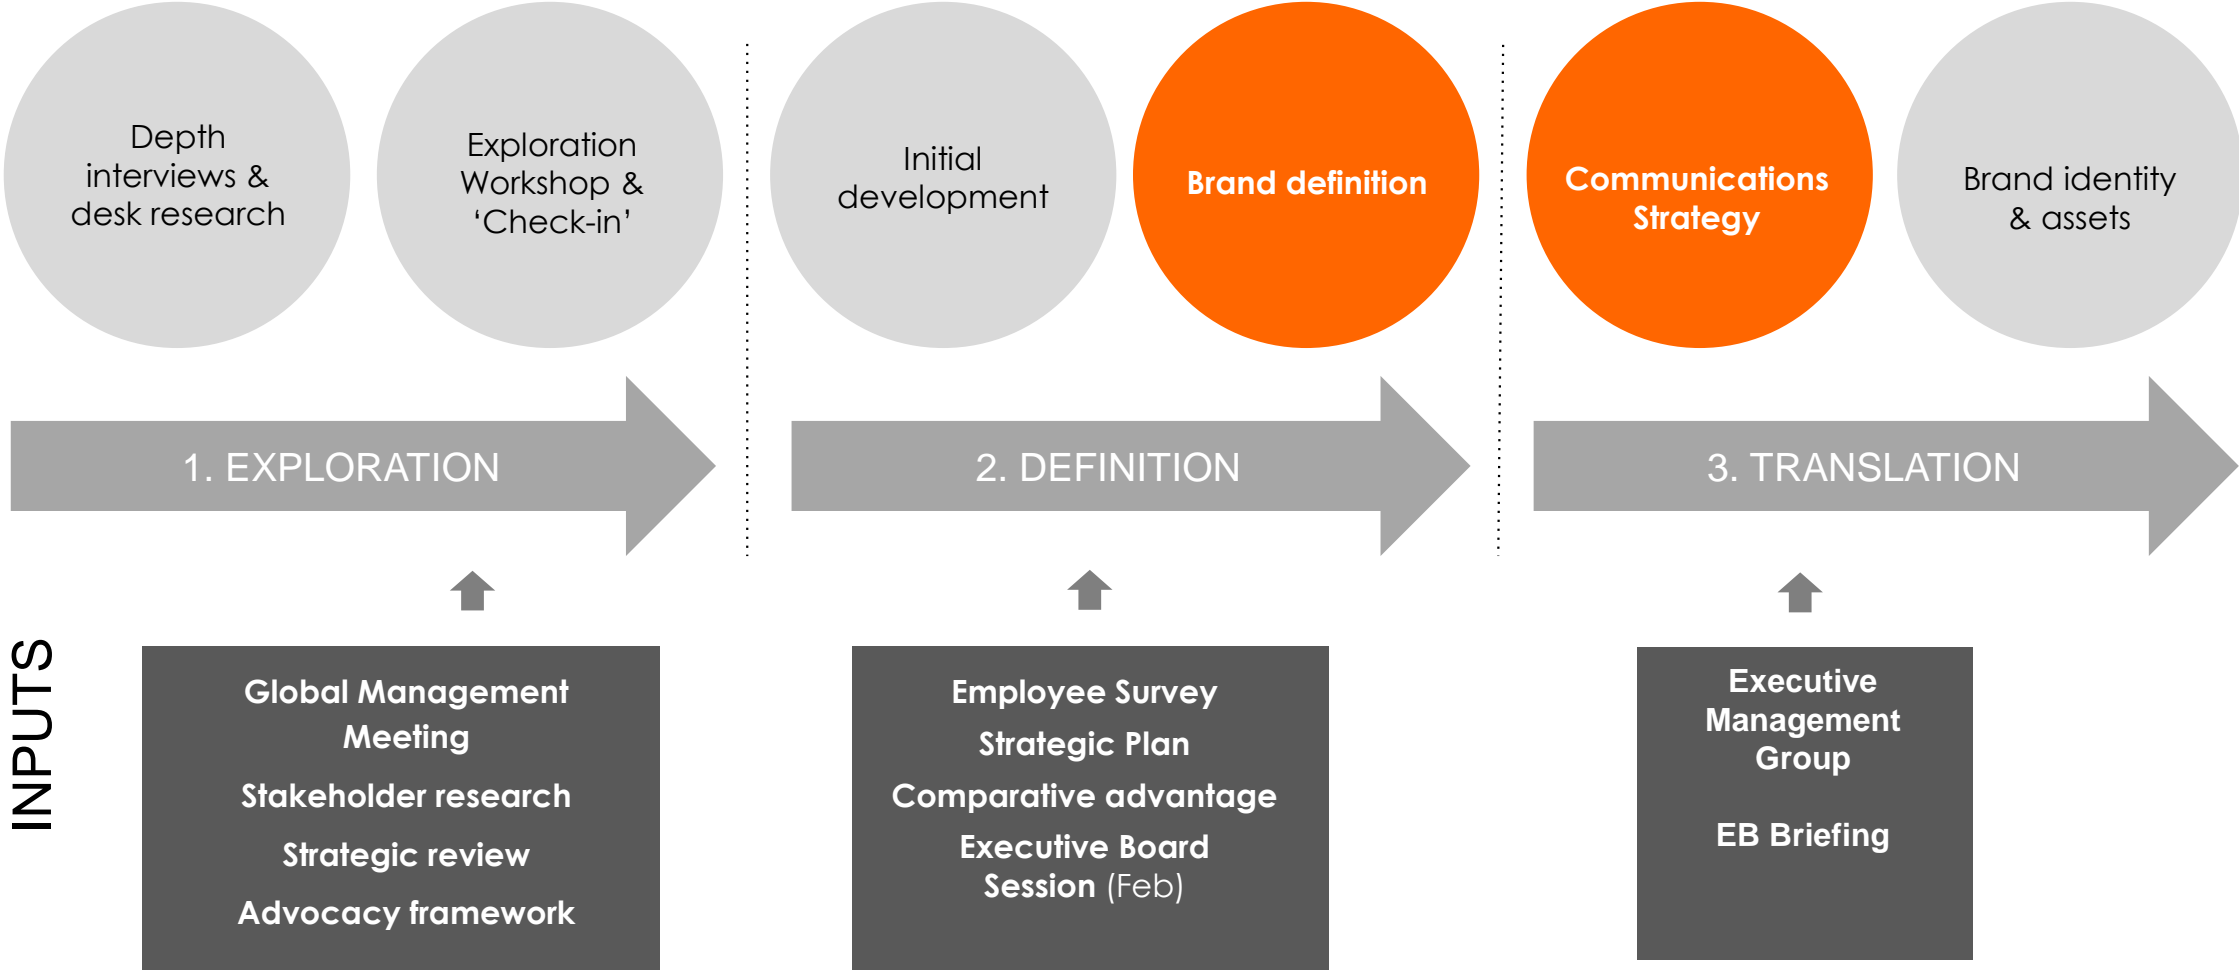 Depth
interviews &
desk research
Exploration
Workshop &
‘Check-in’
Initial
development
Brand definition
Communications
Strategy
Brand identity
& assets
1. EXPLORATION
2. DEFINITION
3. TRANSLATION
INPUTS
Global Management
Meeting
Stakeholder research
Strategic review
Advocacy framework
Employee Survey
Strategic Plan
Comparative advantage
Executive Board
Session (Feb)
Executive
Management
Group
EB Briefing